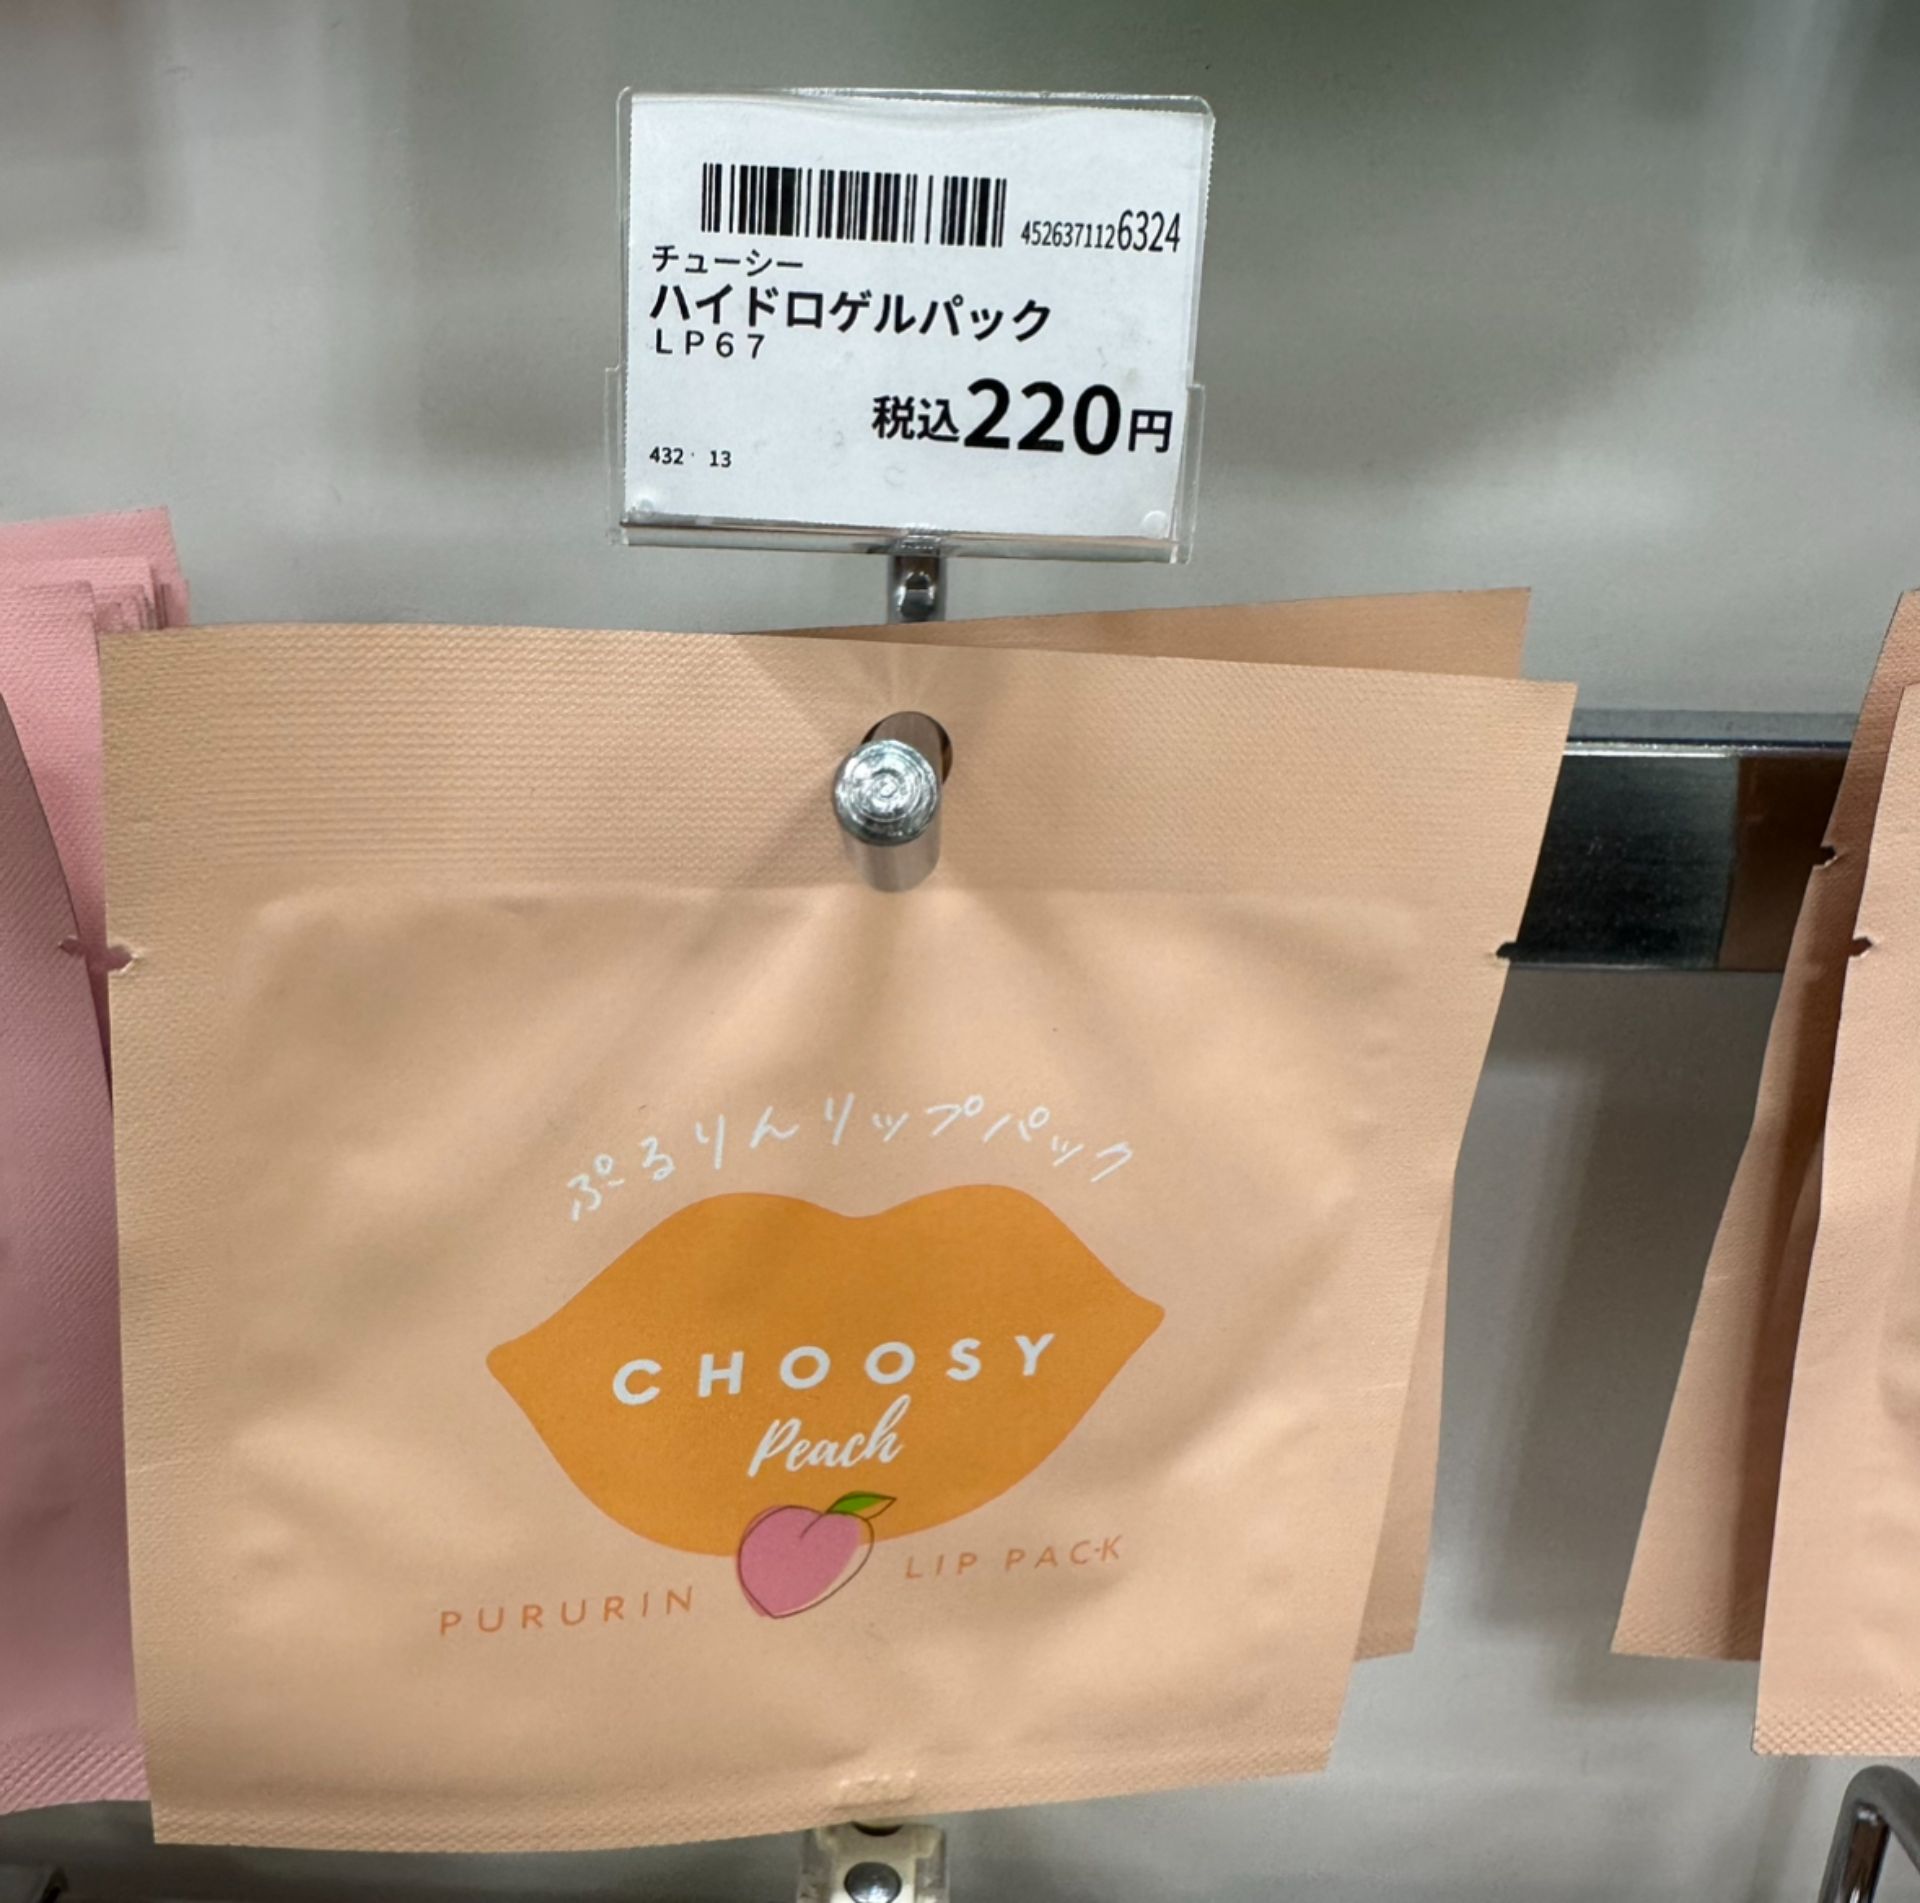 4526371126324
チューシー
ハイドロゲルパック
LP67
税込220円
432 13
ぷるりんリップパック
CHOOSY
Peach
PURURIN LIP PACK